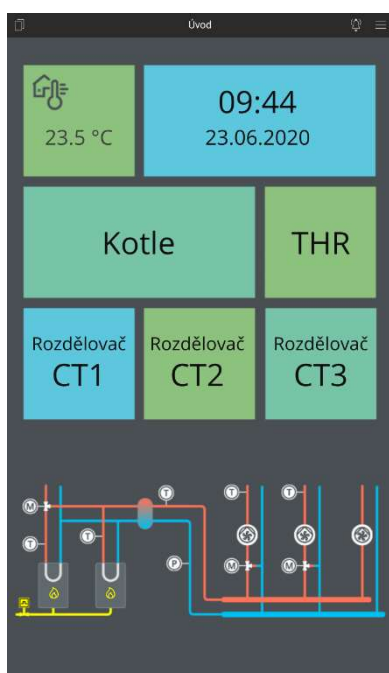 Úvod
23.5 °C
09:44
23.06.2020
Kotle
THR
Rozdělovač
CT1
Rozdělovač
CT2
Rozdělovač
CT3
T
T
T
M
T
T
P
M
M